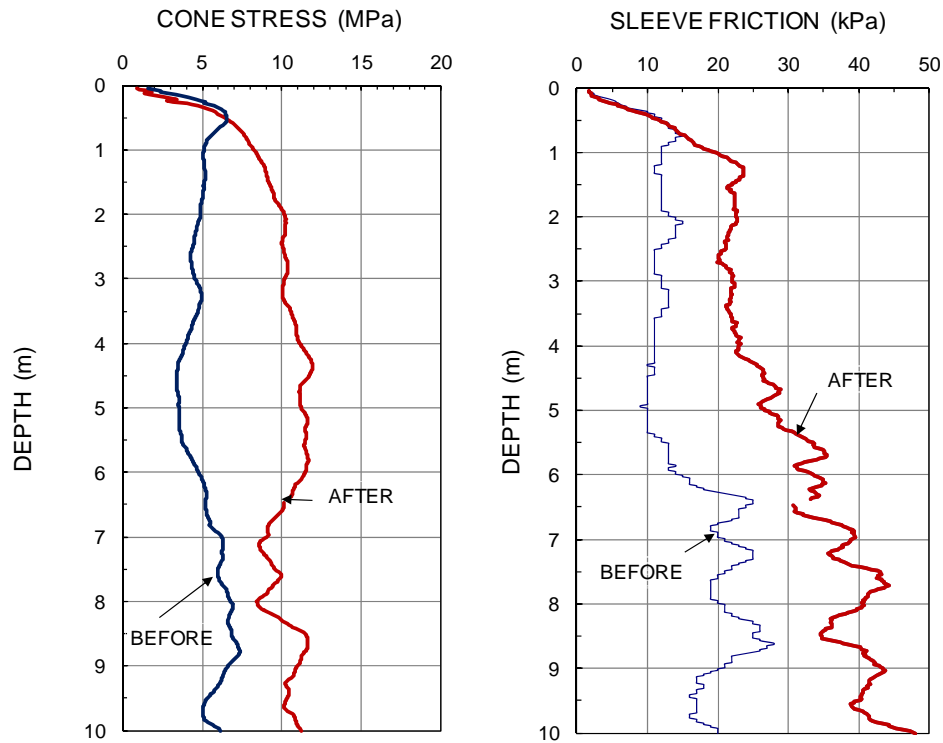 CONE STRESS (MPa)
0 5 10 15 20
0
1
2
3
4
5
6
7
8
9
10
DEPTH (m)
AFTER
BEFORE
SLEEVE FRICTION (kPa)
0 10 20 30 40 50
0
1
2
3
4
5
6
7
8
9
10
DEPTH (m)
AFTER
BEFORE